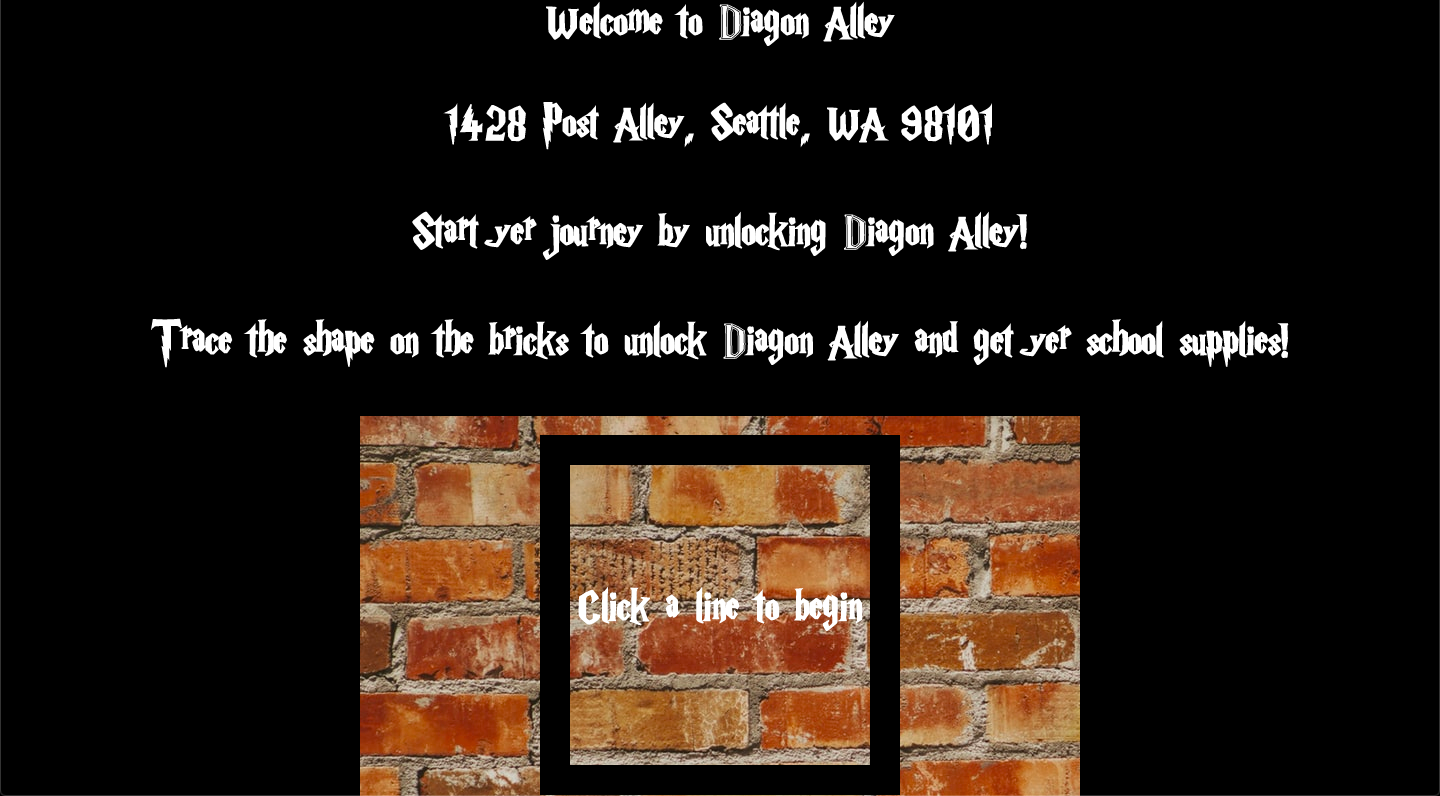 Welcome to Diagon Alley
1428 Post Alley, Seattle, WA 98101
Start yer journey by unlocking Diagon Alley!
Trace the shape on the bricks to unlock Diagon Alley and get yer school supplies!
Click a line to begin